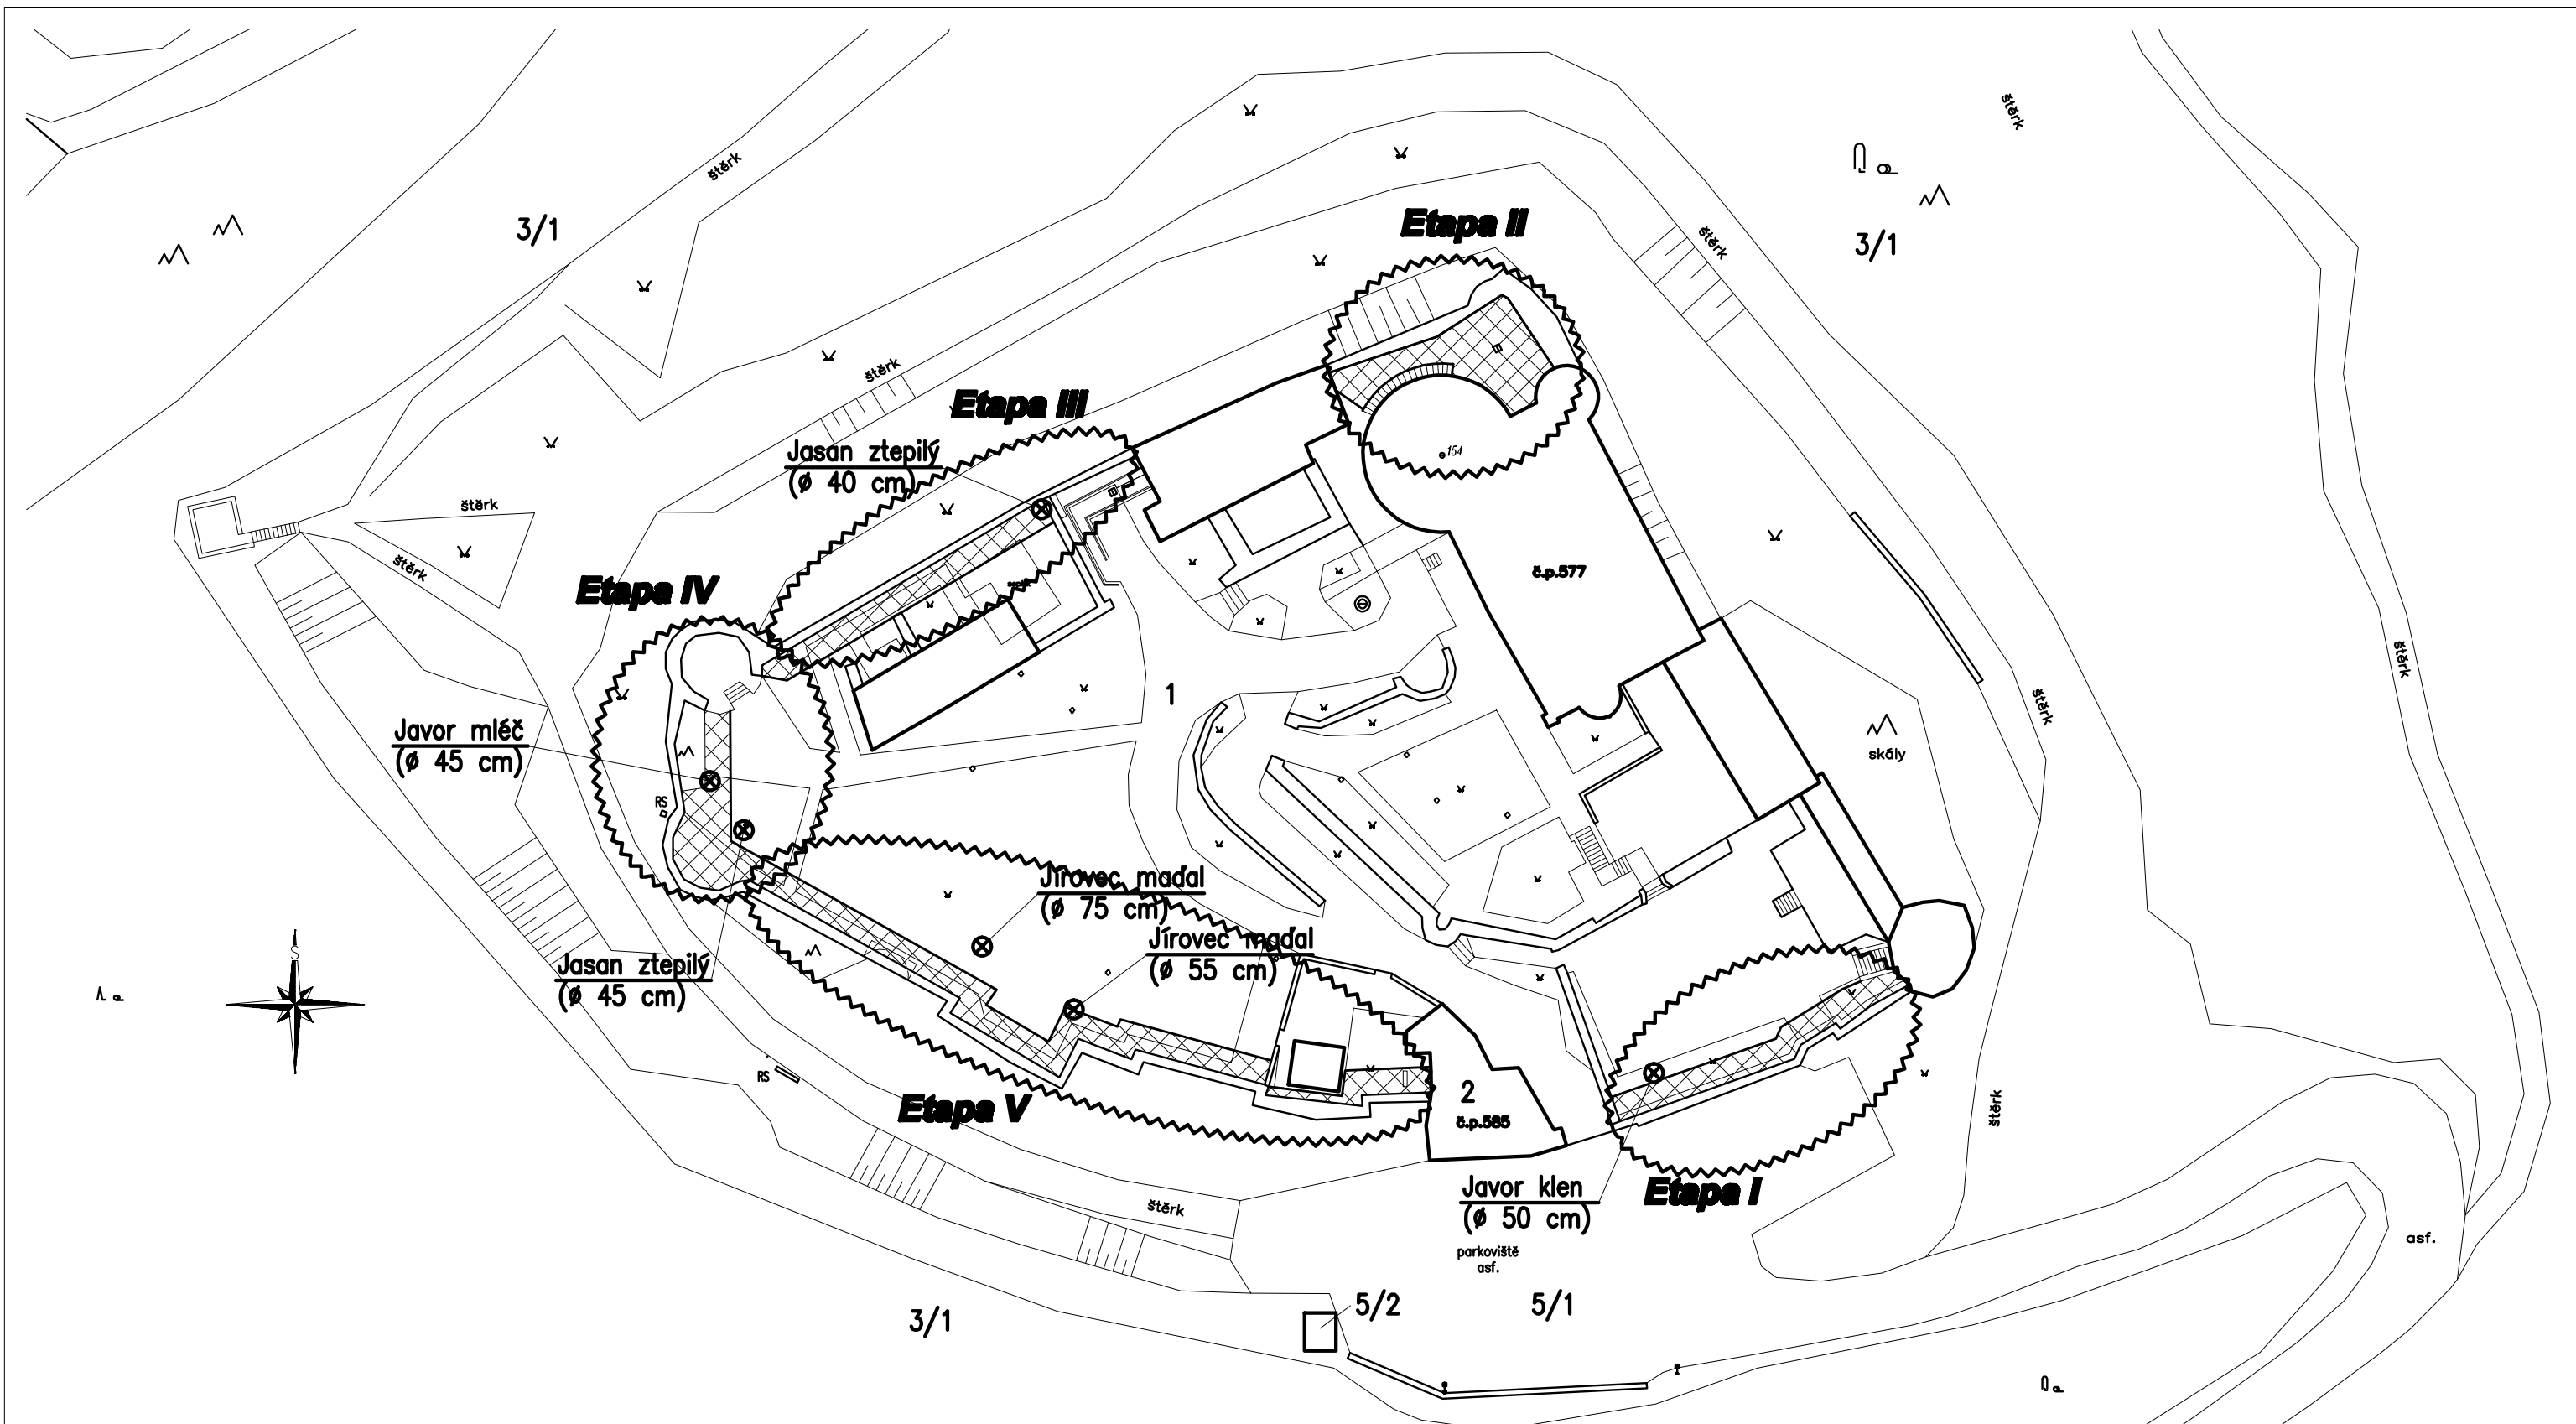 štěrk
štěrk
3/1
Etapa II
štěrk
3/1
štěrk
Etapa III
Jasan ztepilý
(ø 40 cm)
154
štěrk
štěrk
č.p.577
Etapa IV
štěrk
1
štěrk
Javor mléč
(ø 45 cm)
skály
RS
Jírovec maďal
(ø 75 cm)
Jírovec maďal
(ø 55 cm)
S
Jasan ztepilý
(ø 45 cm)
RS
Etapa V
2
č.p.585
štěrk
Javor klen
(ø 50 cm)
Etapa I
štěrk
parkoviště
asf.
asf.
5/2
5/1
3/1